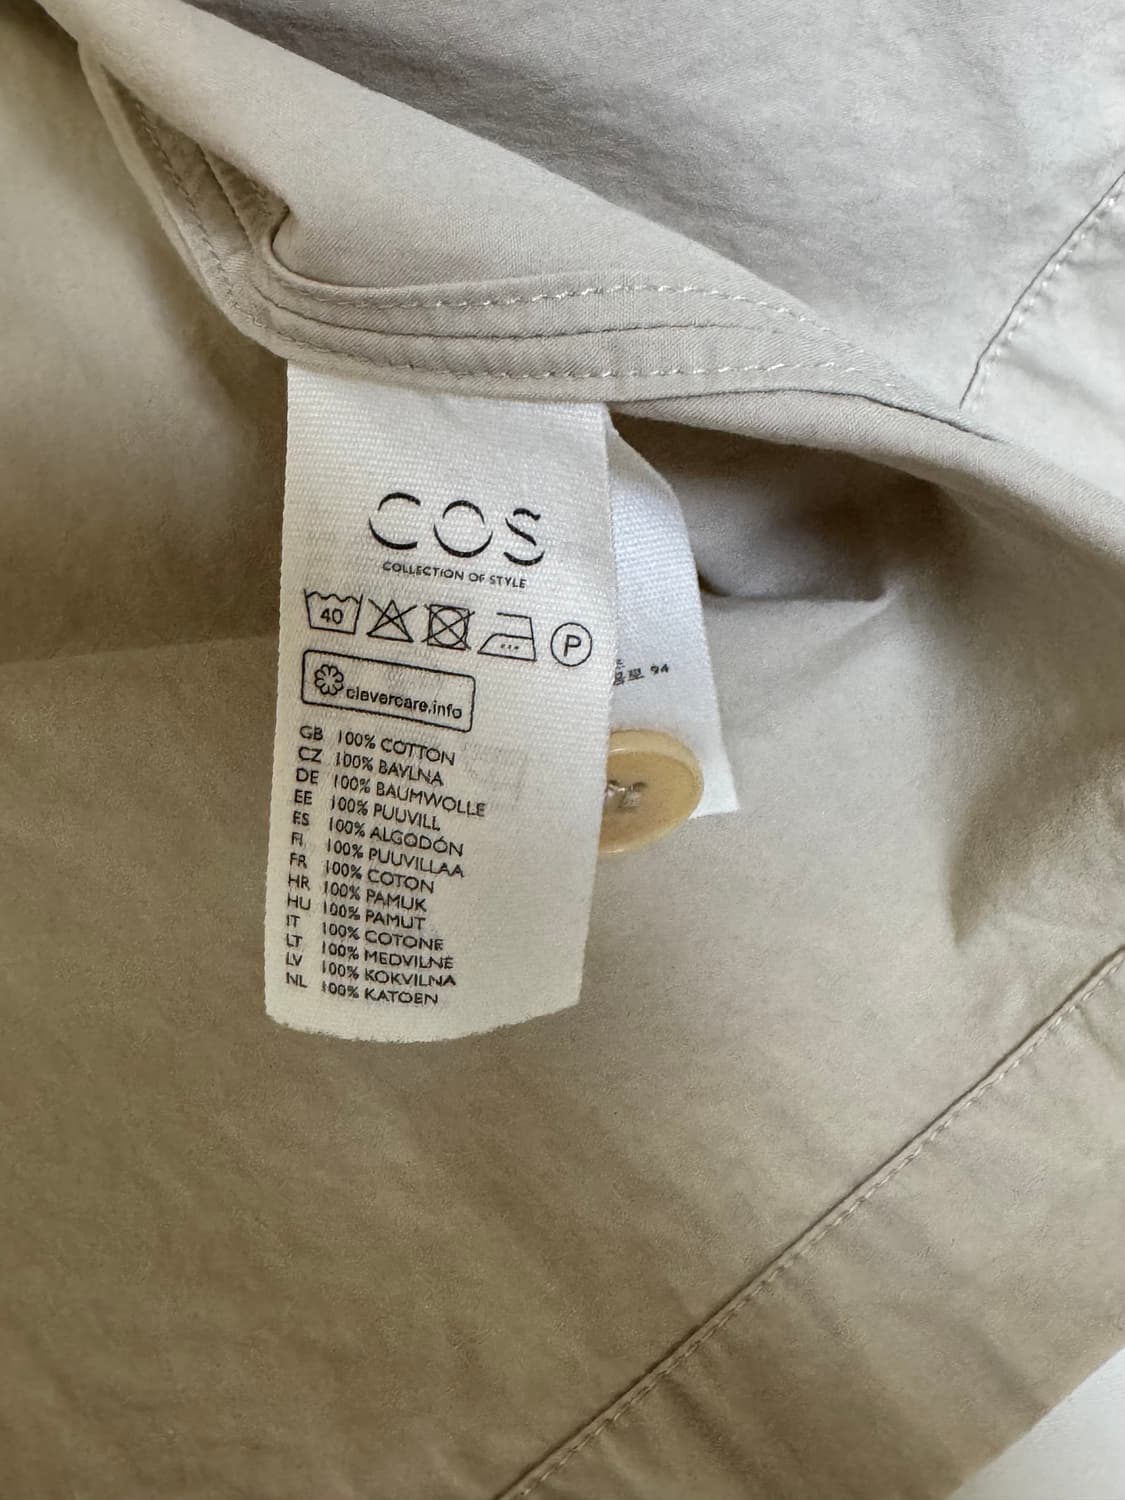 COS
COLLECTION OF STYLE
40
P
clevercare.info
GB 100% COTTON
CZ 100% BAVLNA
DE 100% BAUMWOLLE
EE 100% PUUVILL
ES 100% ALGODÓN
FI 100% PUUVILLAA
FR 100% COTON
HR 100% PAMUK
HU 100% PAMUT
IT 100% COTONE
LT 100% MEDVILNĖ
LV 100% KOKVILNA
NL 100% KATOEN
94